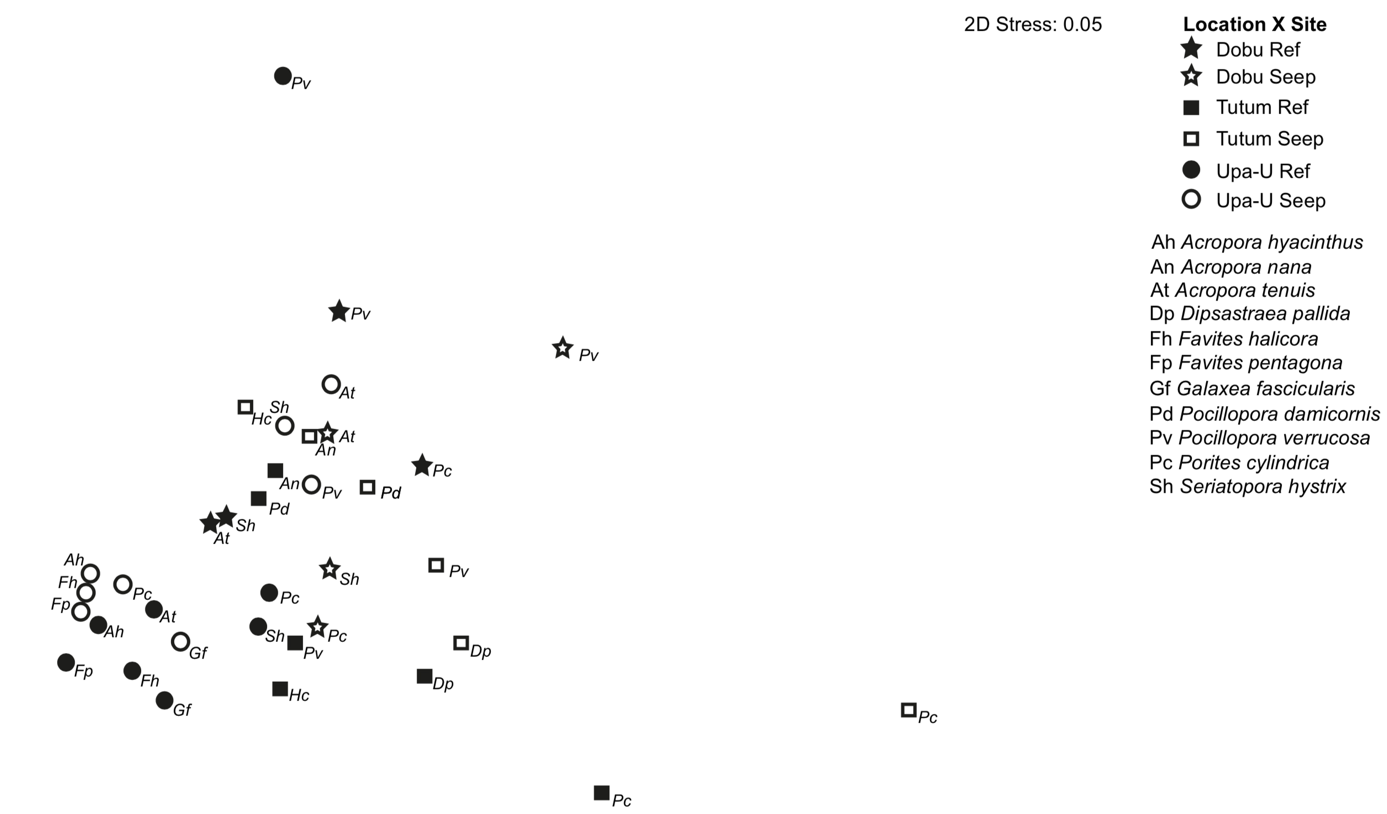 2D Stress: 0.05
Location X Site
Dobu Ref
Dobu Seep
Tutum Ref
Tutum Seep
Upa-U Ref
Upa-U Seep
Ah Acropora hyacinthus
An Acropora nana
At Acropora tenuis
Dp Dipsastraea pallida
Fh Favites halicora
Fp Favites pentagona
Gf Galaxea fascicularis
Pd Pocillopora damicornis
Pv Pocillopora verrucosa
Pc Porites cylindrica
Sh Seriatopora hystrix
Pv
Pv
Pv
At
Hc
Sh
At
An
Pc
An
Pv
Pd
Pd
Sh
At
Ah
Fh
Pc
Fp
At
Ah
Gf
Fp
Fh
Gf
Sh
Pv
Pc
Sh
Pc
Pv
Dp
Dp
Hc
Pc
Pc